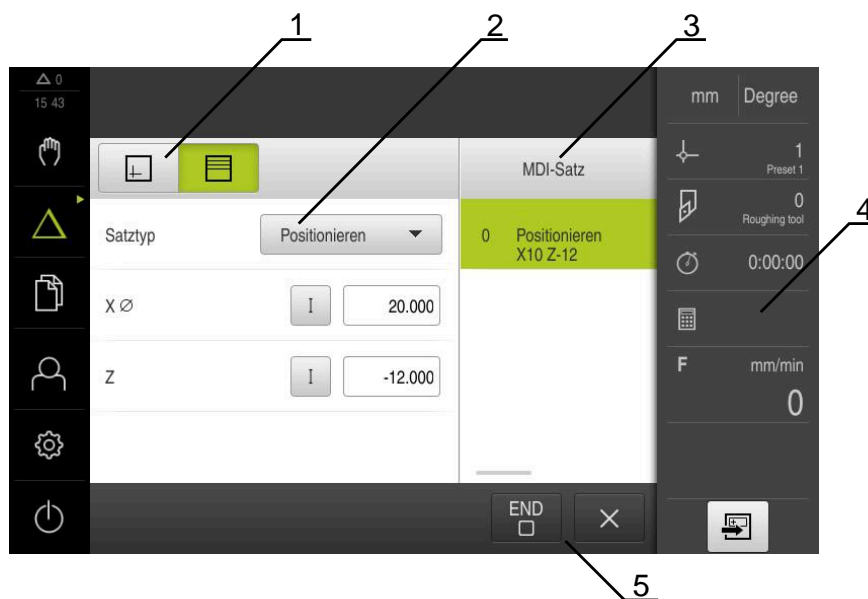 1 2 3
0
15 43
mm Degree
1
Preset 1
MDI-Satz
0
Roughing tool
4
Satztyp Positionieren
0 Positionieren
X10 Z-12
0:00:00
X ∅ I 20.000
Z I -12.000
F mm/min
0
END
5